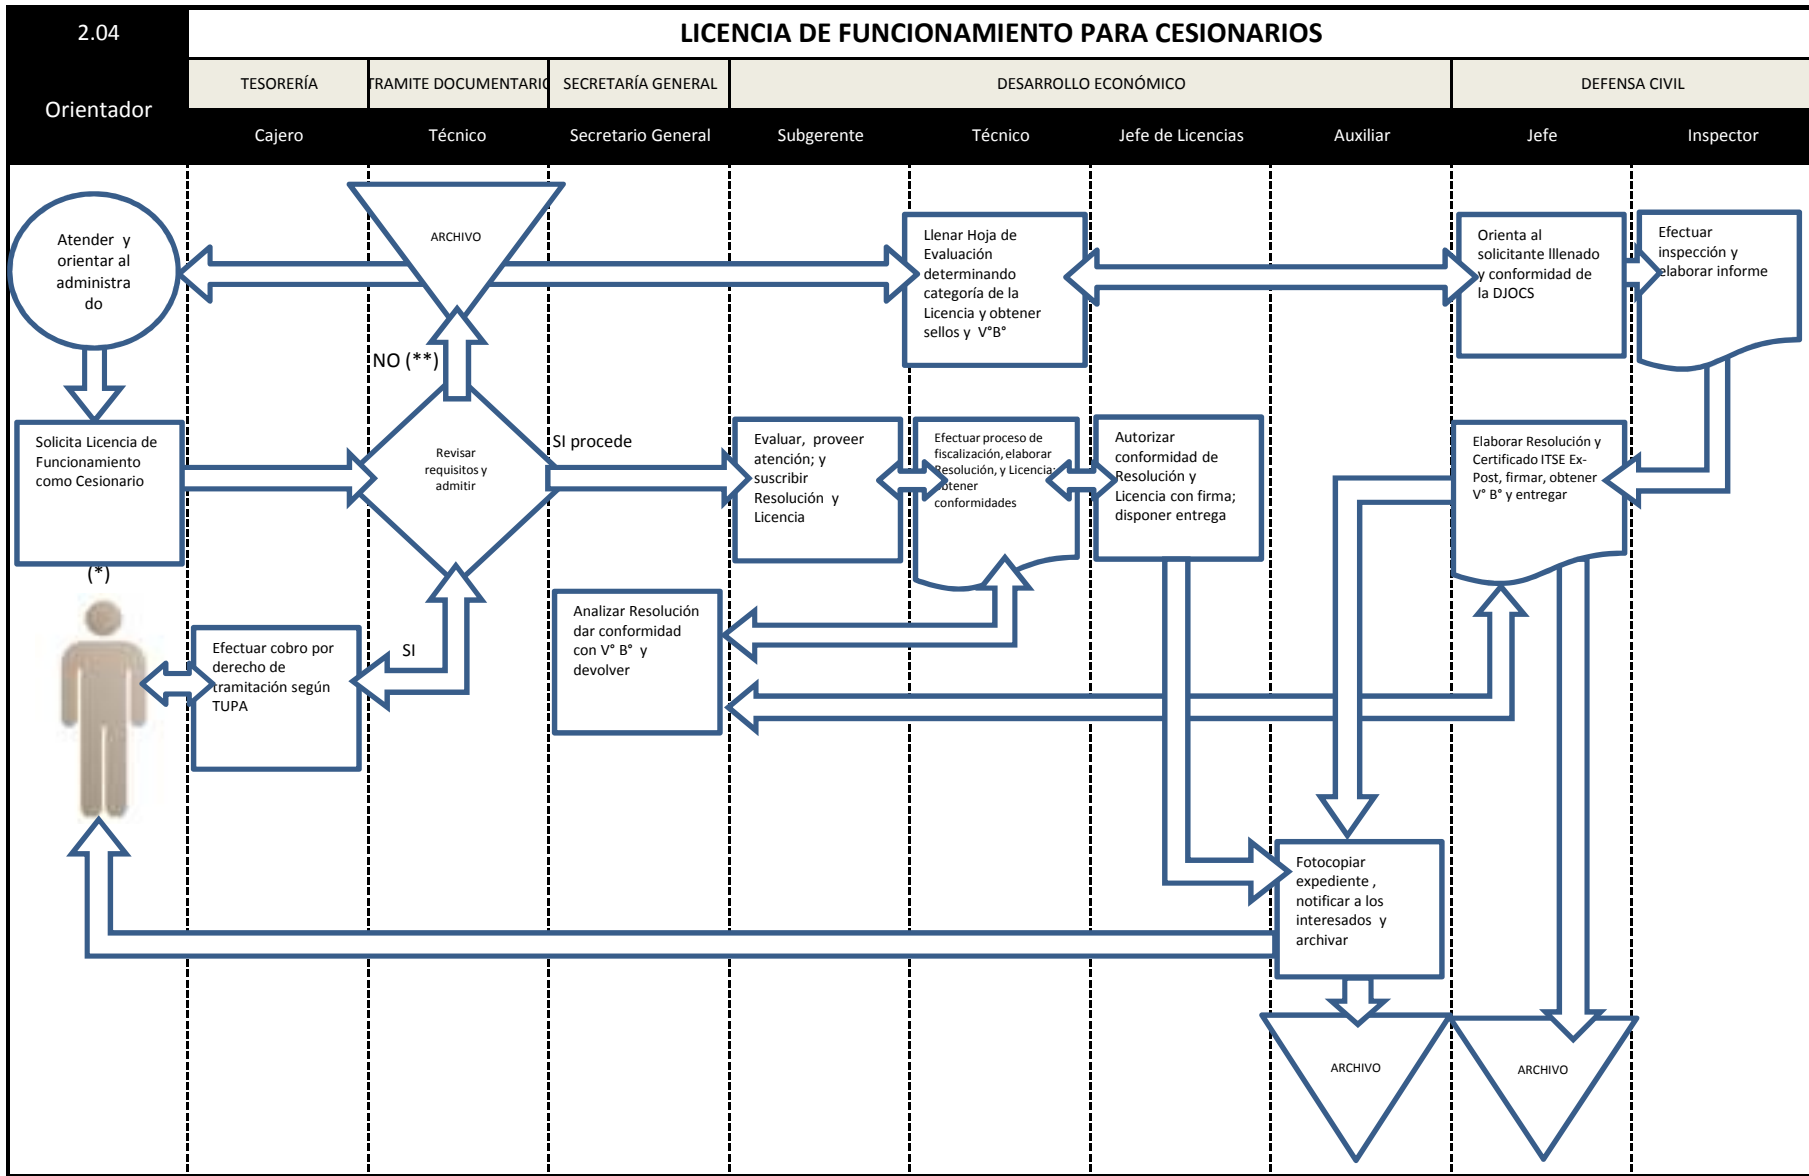 2.04
LICENCIA DE FUNCIONAMIENTO PARA CESIONARIOS
Orientador
TESORERÍA
TRAMITE DOCUMENTARIO
SECRETARÍA GENERAL
DESARROLLO ECONÓMICO
DEFENSA CIVIL
Cajero
Técnico
Secretario General
Subgerente
Técnico
Jefe de Licencias
Auxiliar
Jefe
Inspector
Atender y
orientar al
administra
do
ARCHIVO
Llenar Hoja de
Evaluación
determinando
categoría de la
Licencia y obtener
sellos y V°B°
Orienta al
solicitante lllenado
y conformidad de
la DJOCS
Efectuar
inspección y
elaborar informe
NO (**)
Solicita Licencia de
Funcionamiento
como Cesionario
(*)
Revisar
requisitos y
admitir
SI procede
Evaluar, proveer
atención; y
suscribir
Resolución y
Licencia
Efectuar proceso de
fiscalización, elaborar
Resolución, y Licencia;
obtener
conformidades
Autorizar
conformidad de
Resolución y
Licencia con firma;
disponer entrega
Elaborar Resolución y
Certificado ITSE Ex-
Post, firmar, obtener
V° B° y entregar
Efectuar cobro por
derecho de
tramitación según
TUPA
SI
Analizar Resolución
dar conformidad
con V° B° y
devolver
Fotocopiar
expediente ,
notificar a los
interesados y
archivar
ARCHIVO
ARCHIVO